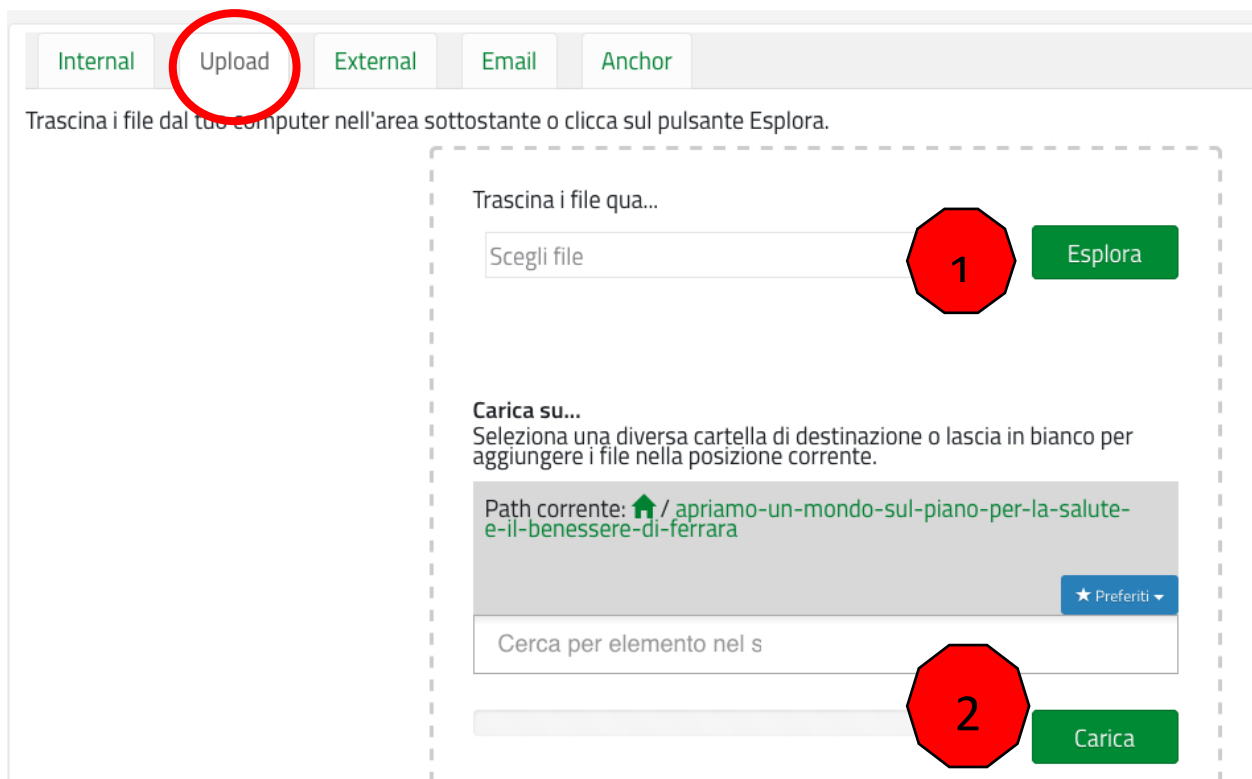 Internal Upload External Email Anchor
Trascina i file dal tuo computer nell'area sottostante o clicca sul pulsante Esplora.
Trascina i file qua...
Scegli file
1
Esplora
Carica su...
Seleziona una diversa cartella di destinazione o lascia in bianco per
aggiungere i file nella posizione corrente.
Path corrente: / apriamo-un-mondo-sul-piano-per-la-salute-
e-il-benessere-di-ferrara
★ Preferiti
Cerca per elemento nel s
2
Carica